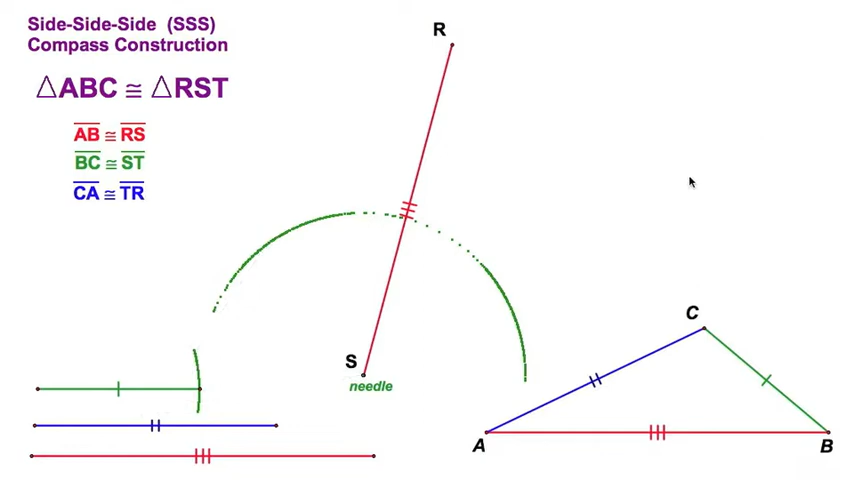 Side-Side-Side (SSS)
Compass Construction
△ABC ≅ △RST
AB ≅ RS
BC ≅ ST
CA ≅ TR
R
S
needle
C
A
B